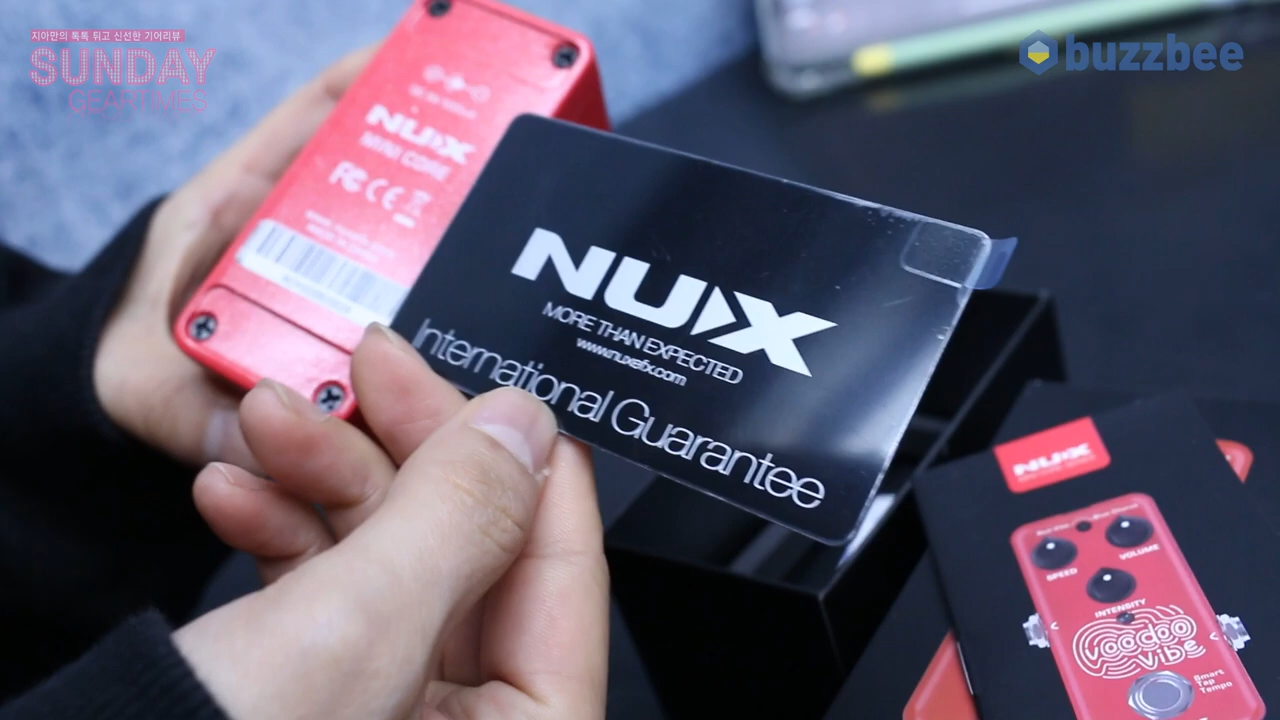 지아만의 톡톡 튀고 신선한 기어리뷰
SUNDAY
GEARTIMES
buzzbee
NUX
MINI CORE
FC CE
NUX
MORE THAN EXPECTED
www.nuxefx.com
International Guarantee
NUX
SPEED
VOLUME
INTENSITY
voodoo
vibe
Smart
Tap
Tempo